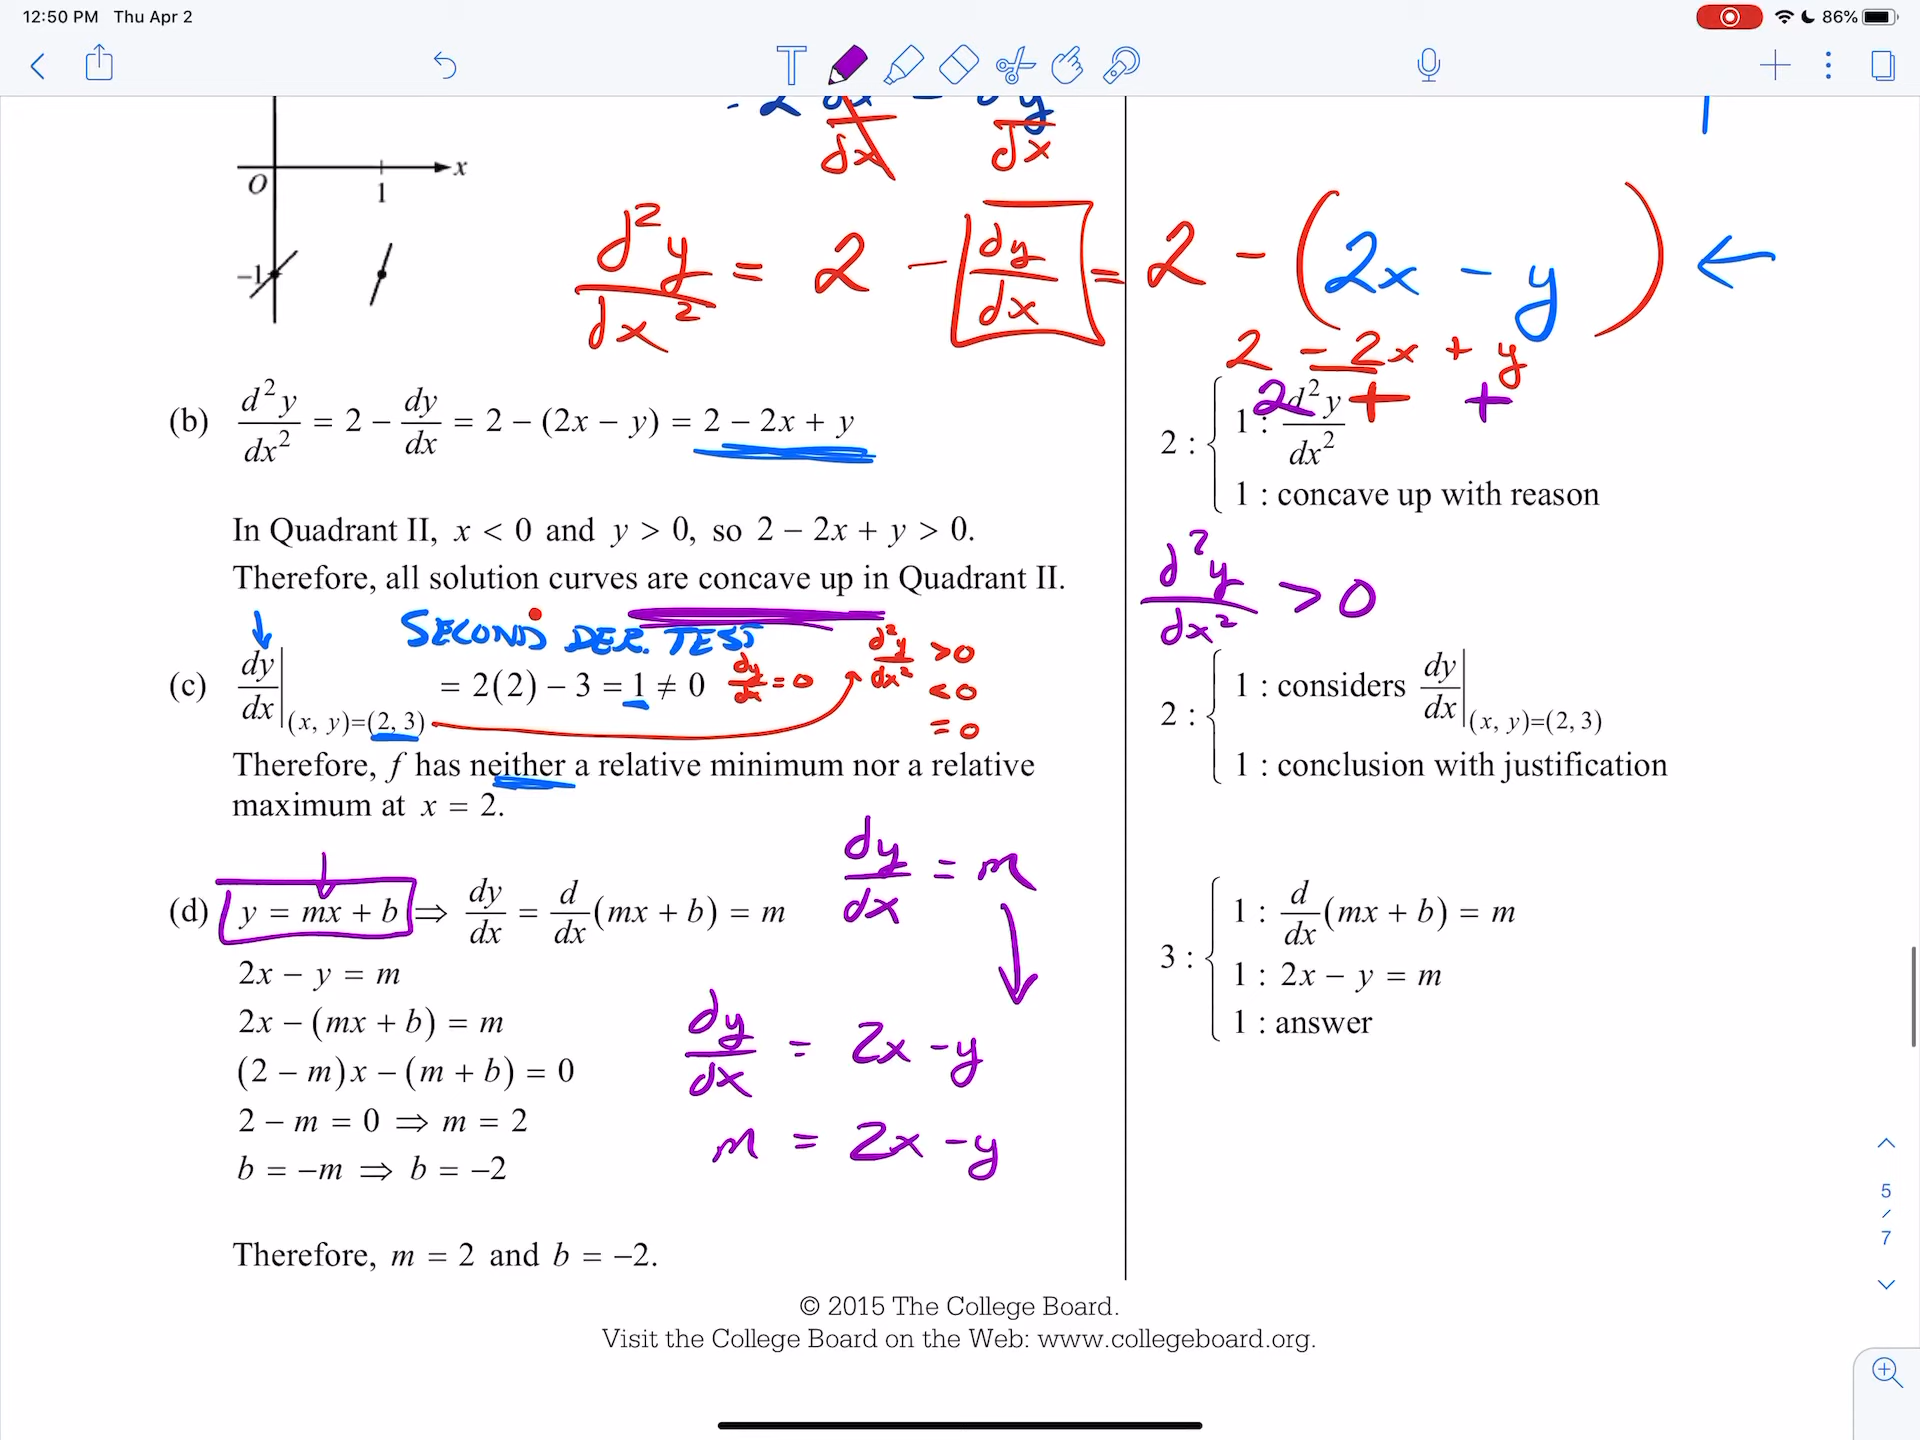 12:50 PM Thu Apr 2
86%
T
dx/dx dy/dx
x
O
1
−1
d²y/dx² = 2 − dy/dx = 2 − (2x − y) ←
2 − 2x + y
2 + +
(b) d²y/dx² = 2 − dy/dx = 2 − (2x − y) = 2 − 2x + y
2 : { 1 : d²y/dx²
1 : concave up with reason
In Quadrant II, x < 0 and y > 0, so 2 − 2x + y > 0.
Therefore, all solution curves are concave up in Quadrant II.
d²y/dx² > 0
SECOND DER. TEST
(c) dy/dx |(x, y)=(2, 3) = 2(2) − 3 = 1 ≠ 0
dy/dx = 0
d²y/dx² > 0
< 0
= 0
Therefore, f has neither a relative minimum nor a relative
maximum at x = 2.
2 : { 1 : considers dy/dx |(x, y)=(2, 3)
1 : conclusion with justification
dy/dx = m
(d) y = mx + b ⇒ dy/dx = d/dx (mx + b) = m
2x − y = m
2x − (mx + b) = m
(2 − m)x − (m + b) = 0
2 − m = 0 ⇒ m = 2
b = −m ⇒ b = −2
dy/dx = 2x − y
m = 2x − y
Therefore, m = 2 and b = −2.
3 : { 1 : d/dx (mx + b) = m
1 : 2x − y = m
1 : answer
5
/
7
© 2015 The College Board.
Visit the College Board on the Web: www.collegeboard.org.